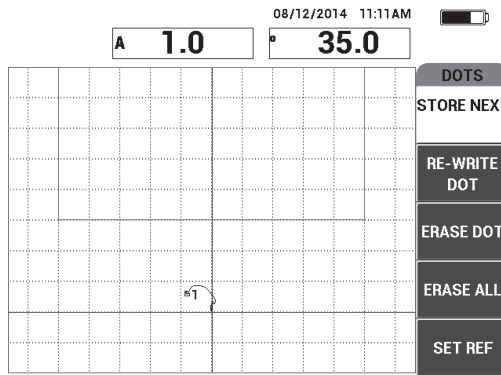 08/12/2014 11:11AM
A 1.0
° 35.0
DOTS
STORE NEX
RE-WRITE
DOT
ERASE DOT
ERASE ALL
SET REF
1